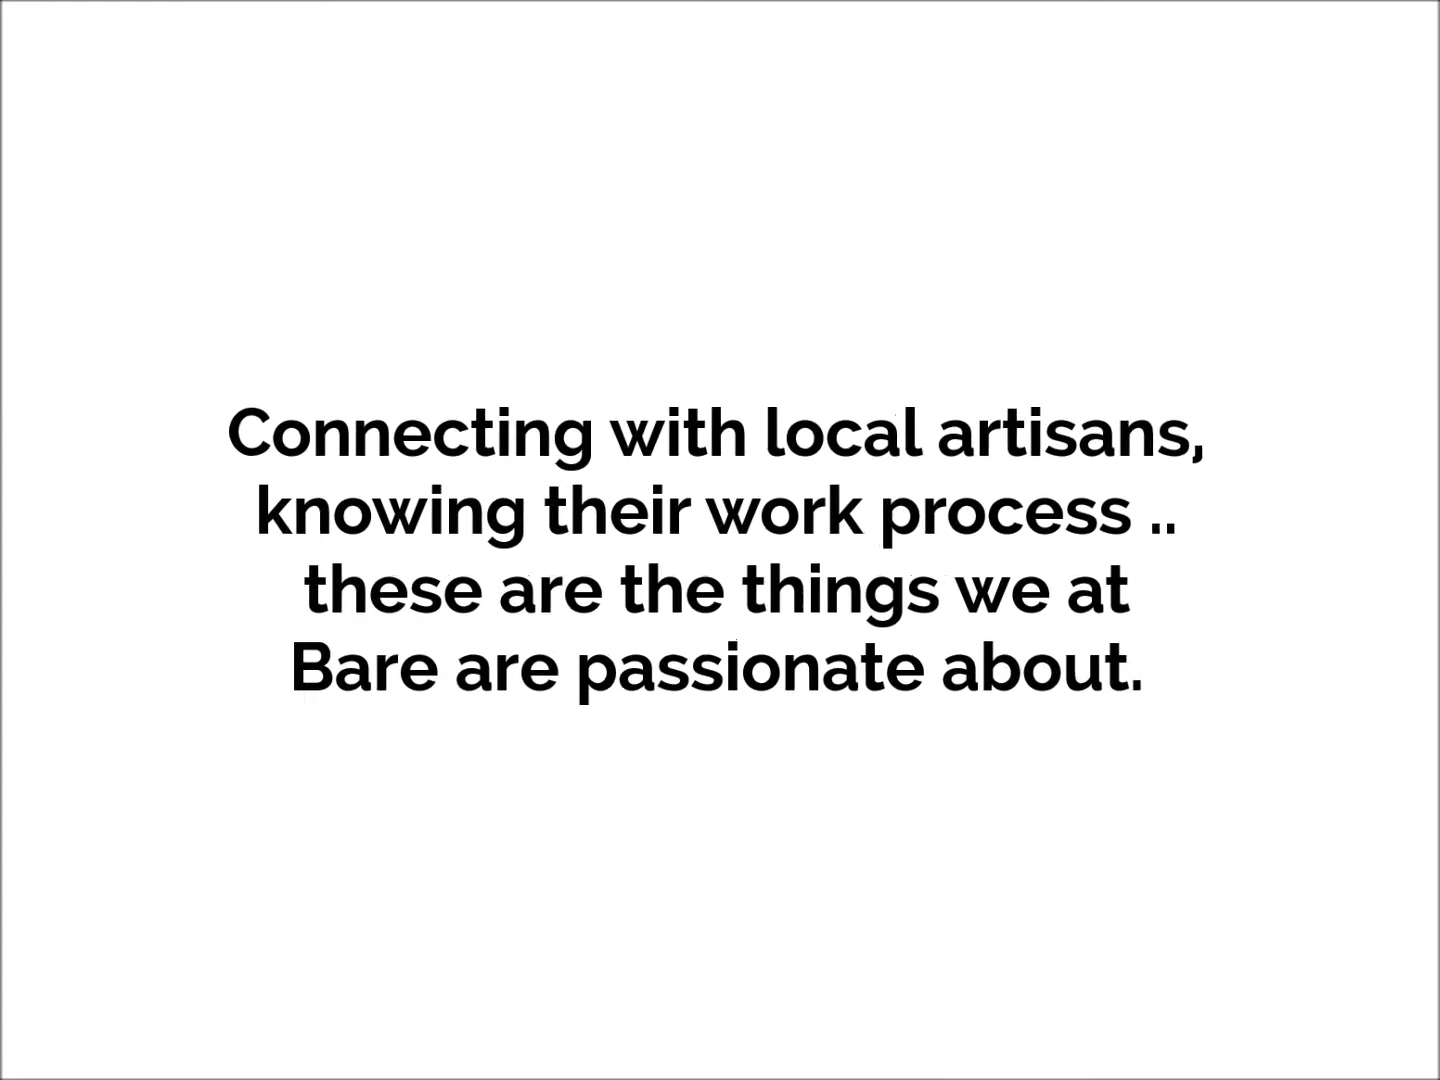 Connecting with local artisans,
knowing their work process ..
these are the things we at
Bare are passionate about.